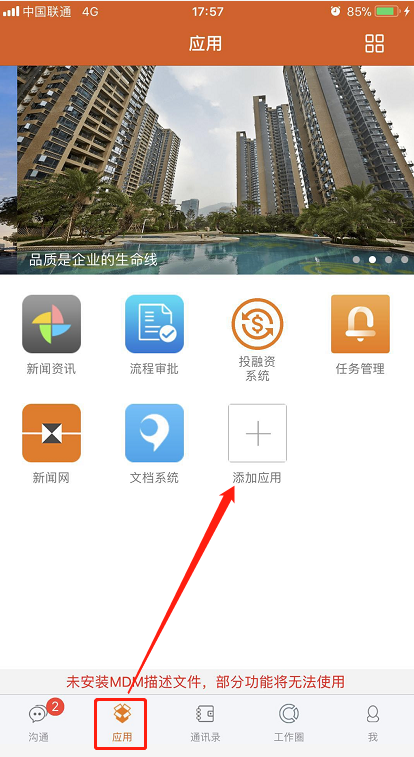 中国联通 4G 17:57 85%
应用
品质是企业的生命线
新闻资讯 流程审批 投融资 任务管理
系统
新闻网 文档系统 添加应用
未安装MDM描述文件，部分功能将无法使用
2
沟通 应用 通讯录 工作圈 我